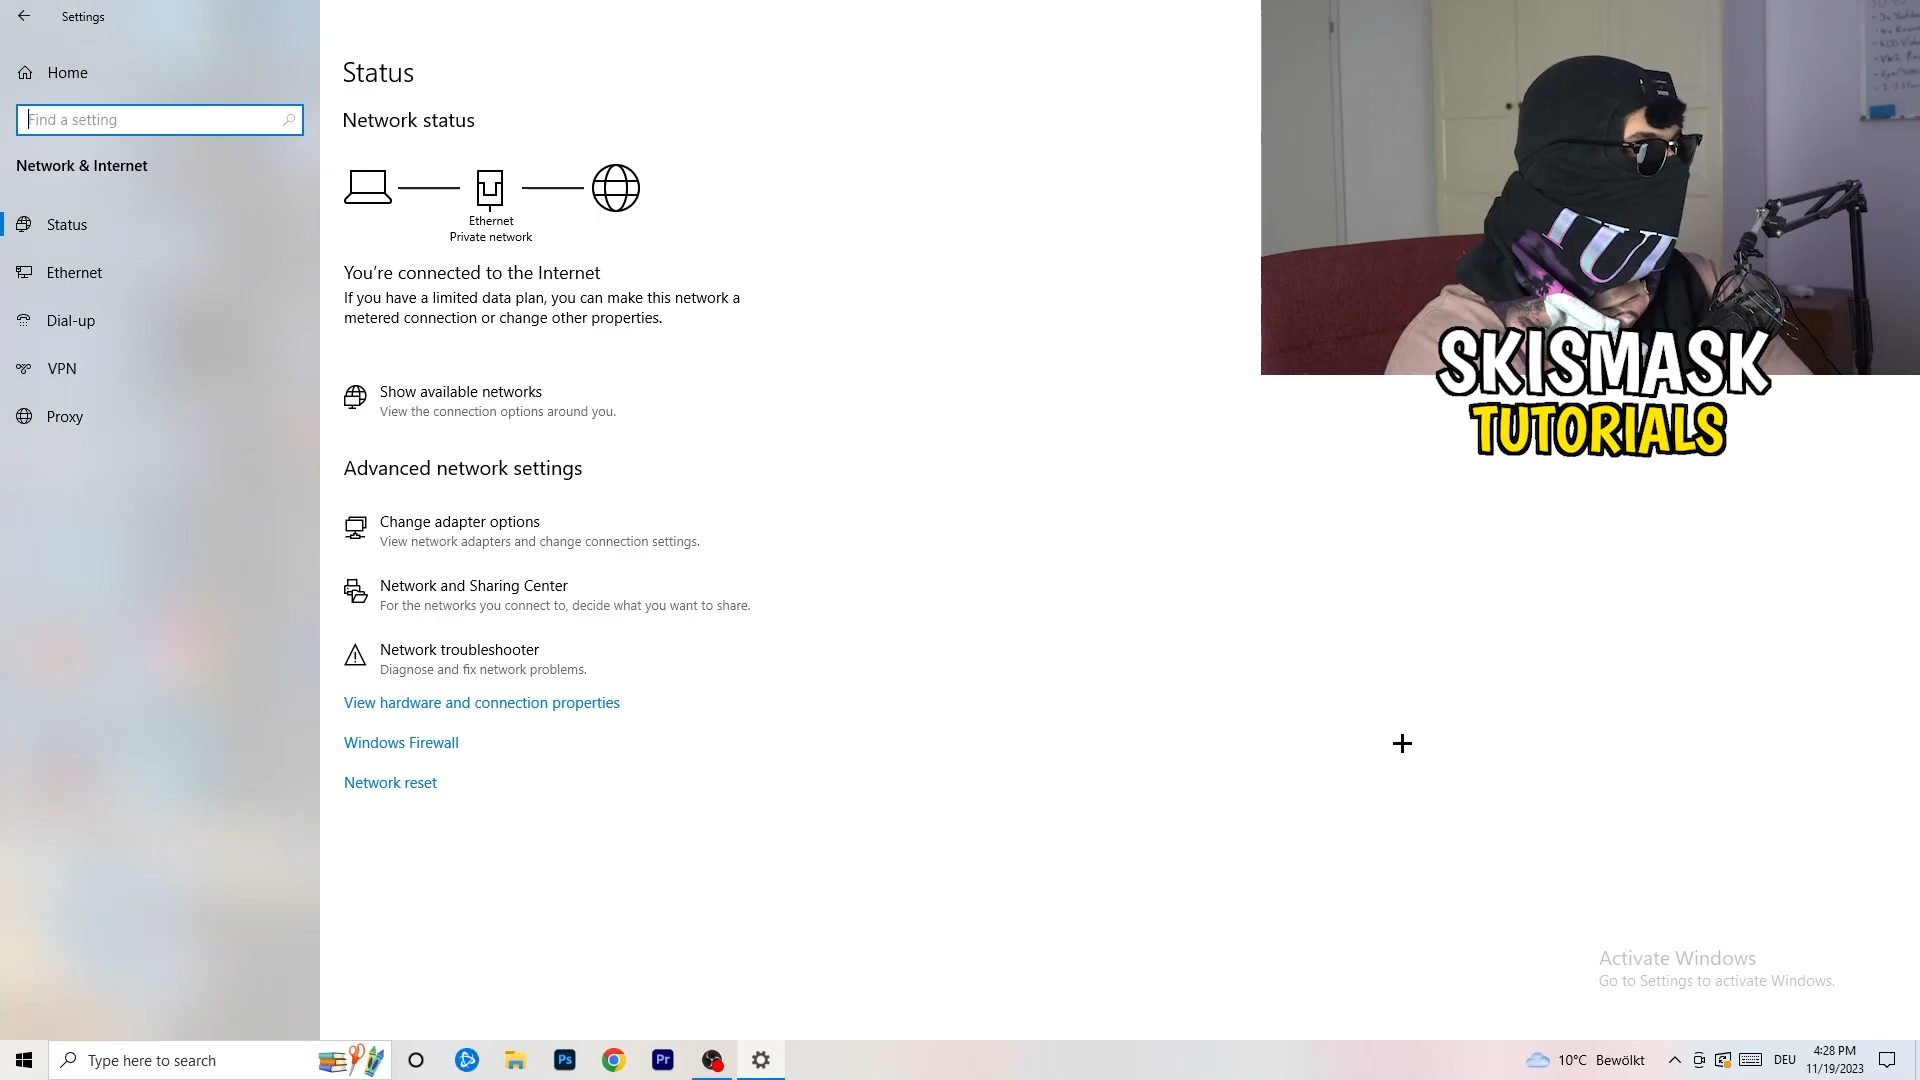 Settings
Home
Find a setting
Network & Internet
Status
Ethernet
Dial-up
VPN
Proxy
Status
Network status
Ethernet
Private network
You're connected to the Internet
If you have a limited data plan, you can make this network a
metered connection or change other properties.
Show available networks
View the connection options around you.
Advanced network settings
Change adapter options
View network adapters and change connection settings.
Network and Sharing Center
For the networks you connect to, decide what you want to share.
Network troubleshooter
Diagnose and fix network problems.
View hardware and connection properties
Windows Firewall
Network reset
SKISMASK
TUTORIALS
Activate Windows
Go to Settings to activate Windows.
Type here to search
Ps
Pr
10°C Bewölkt
DEU
4:28 PM
11/19/2023